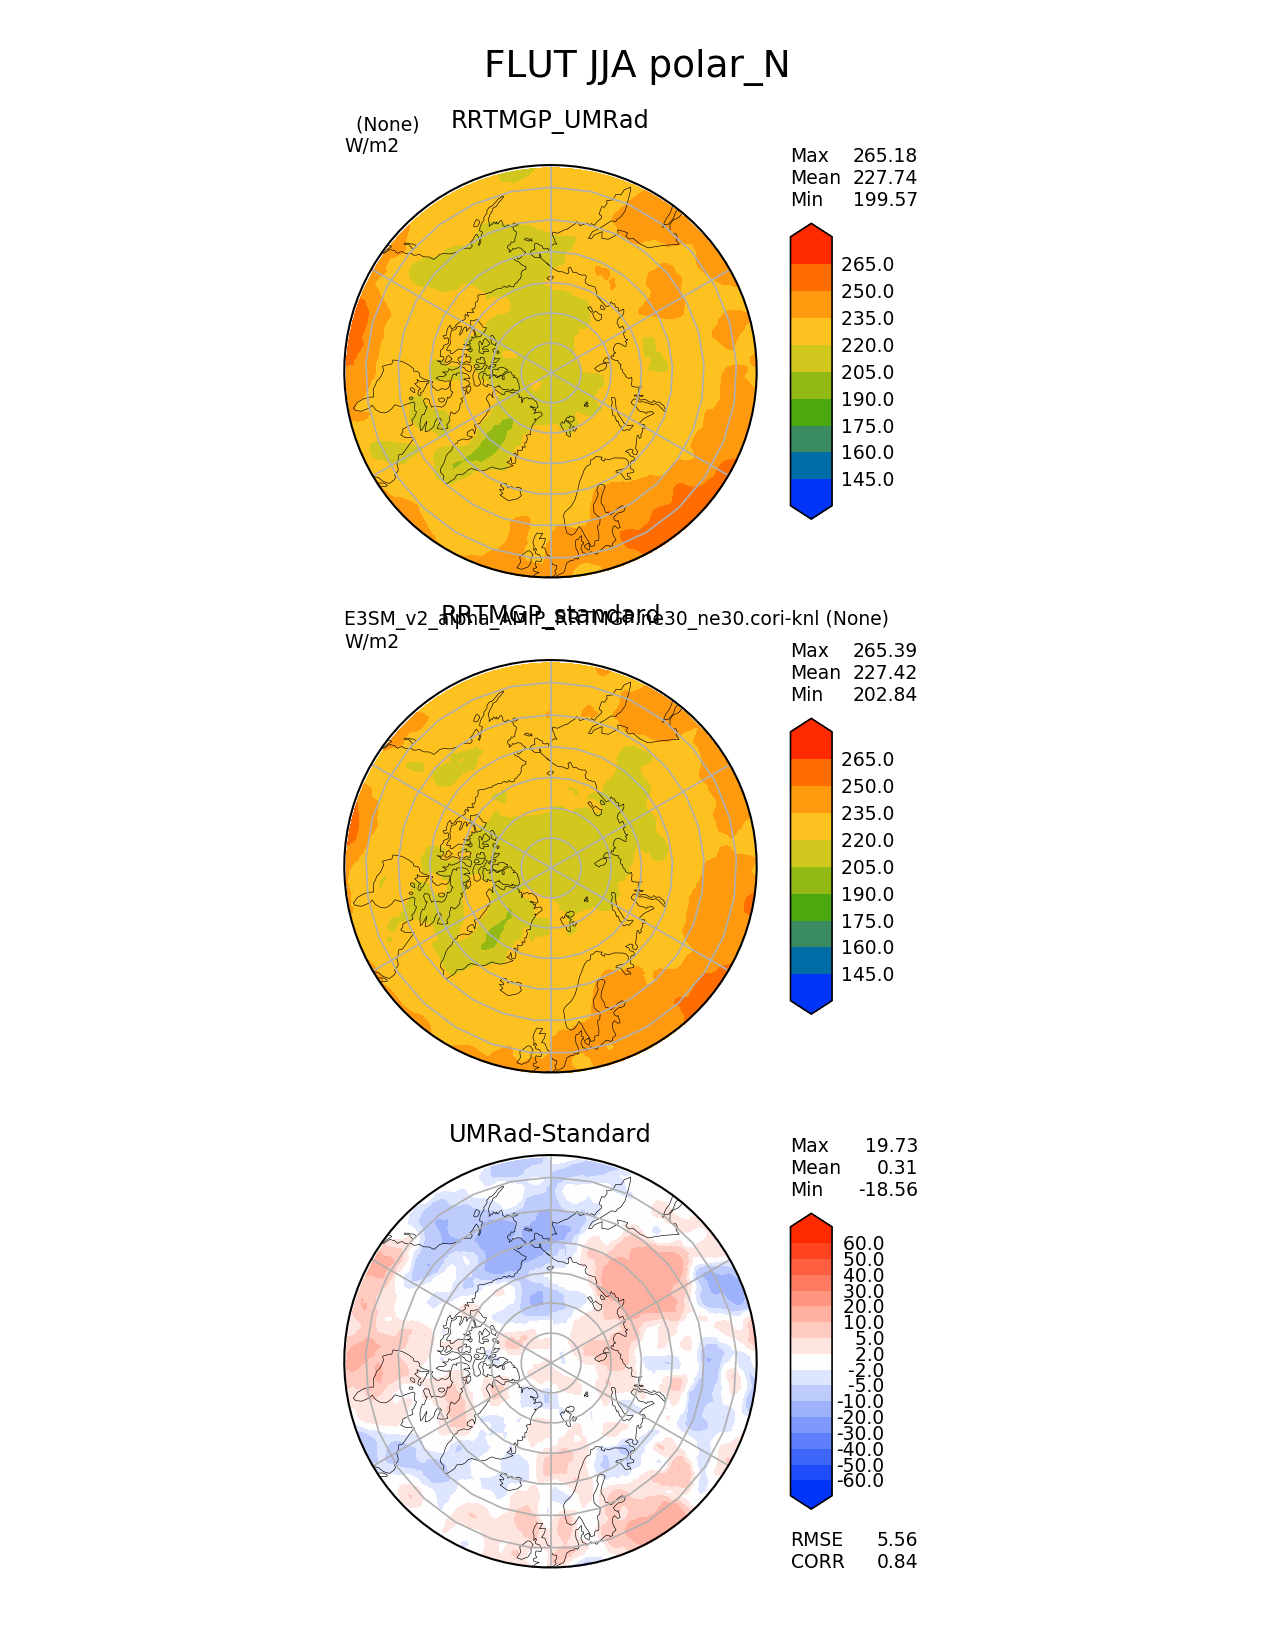 FLUT JJA polar_N
(None)
RRTMGP_UMRad
W/m2
Max 265.18
Mean 227.74
Min 199.57
265.0
250.0
235.0
220.0
205.0
190.0
175.0
160.0
145.0
RRTMGP_standard
E3SM_v2_alpha_AMIP_RRTMGP.ne30_ne30.cori-knl (None)
W/m2
Max 265.39
Mean 227.42
Min 202.84
265.0
250.0
235.0
220.0
205.0
190.0
175.0
160.0
145.0
UMRad-Standard
Max 19.73
Mean 0.31
Min -18.56
60.0
50.0
40.0
30.0
20.0
10.0
5.0
2.0
-2.0
-5.0
-10.0
-20.0
-30.0
-40.0
-50.0
-60.0
RMSE 5.56
CORR 0.84